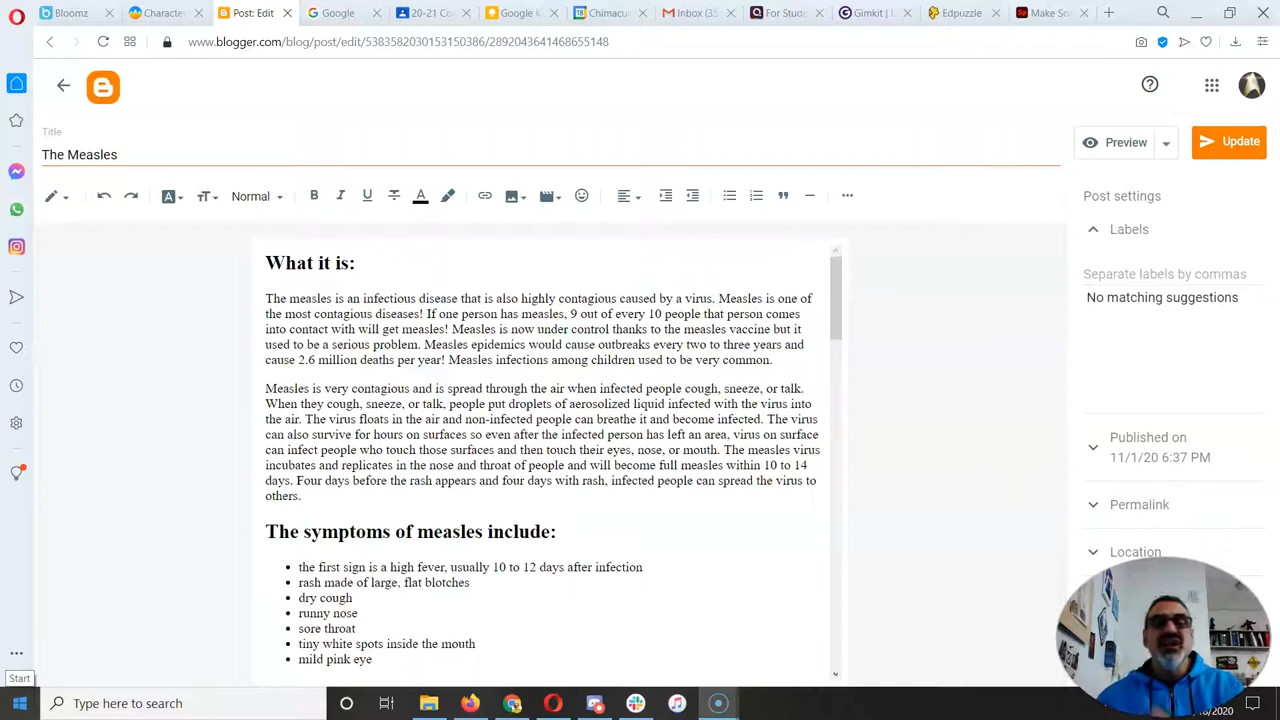 Bloomz
Character
Post: Edit
Google
20-21 Co
Google K
Chimacu
Inbox (35
For Stude
Gimkit |
Edpuzzle
Make So
www.blogger.com/blog/post/edit/5383582030153150386/2892043641468655148
Title
The Measles
Preview
Update
Normal
Post settings
Labels
Separate labels by commas
No matching suggestions
Published on
11/1/20 6:37 PM
Permalink
Location
What it is:
The measles is an infectious disease that is also highly contagious caused by a virus. Measles is one of
the most contagious diseases! If one person has measles, 9 out of every 10 people that person comes
into contact with will get measles! Measles is now under control thanks to the measles vaccine but it
used to be a serious problem. Measles epidemics would cause outbreaks every two to three years and
cause 2.6 million deaths per year! Measles infections among children used to be very common.
Measles is very contagious and is spread through the air when infected people cough, sneeze, or talk.
When they cough, sneeze, or talk, people put droplets of aerosolized liquid infected with the virus into
the air. The virus floats in the air and non-infected people can breathe it and become infected. The virus
can also survive for hours on surfaces so even after the infected person has left an area, virus on surface
can infect people who touch those surfaces and then touch their eyes, nose, or mouth. The measles virus
incubates and replicates in the nose and throat of people and will become full measles within 10 to 14
days. Four days before the rash appears and four days with rash, infected people can spread the virus to
others.
The symptoms of measles include:
• the first sign is a high fever, usually 10 to 12 days after infection
• rash made of large, flat blotches
• dry cough
• runny nose
• sore throat
• tiny white spots inside the mouth
• mild pink eye
Start
Type here to search